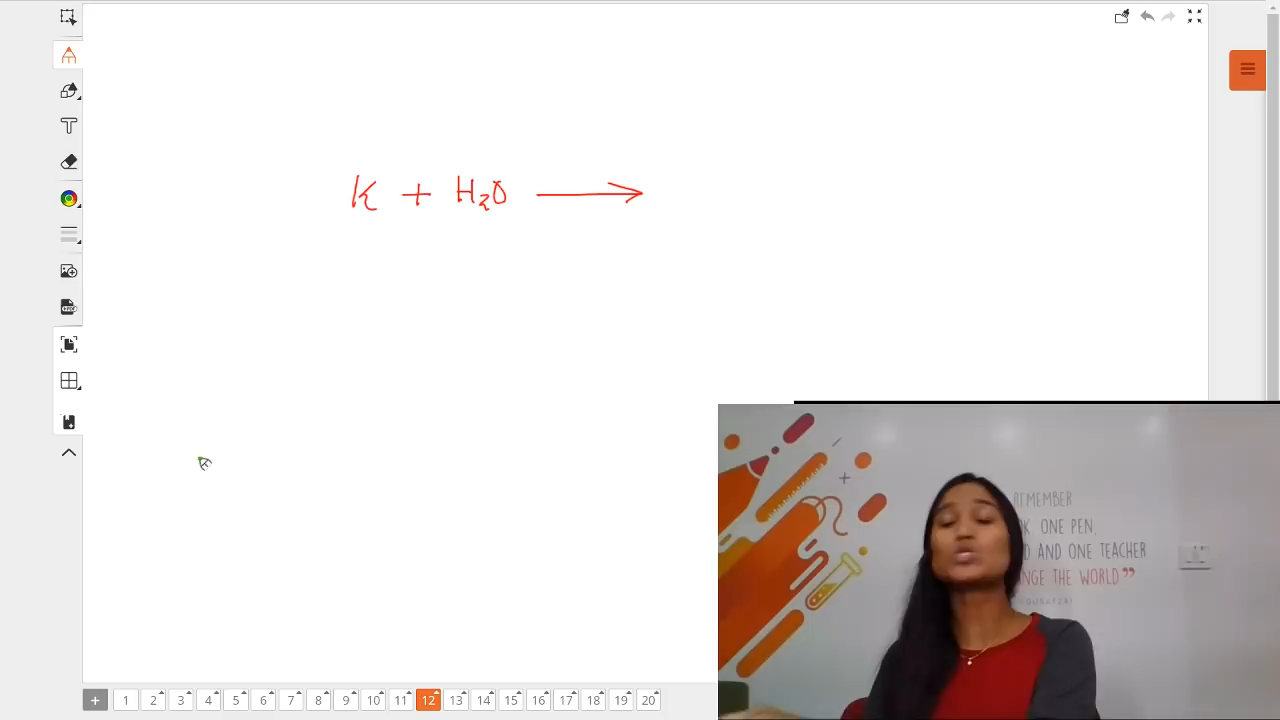 K + H₂O ⟶
REMEMBER
ONE PEN,
AND ONE TEACHER
THE WORLD”
+ 1 2 3 4 5 6 7 8 9 10 11 12 13 14 15 16 17 18 19 20